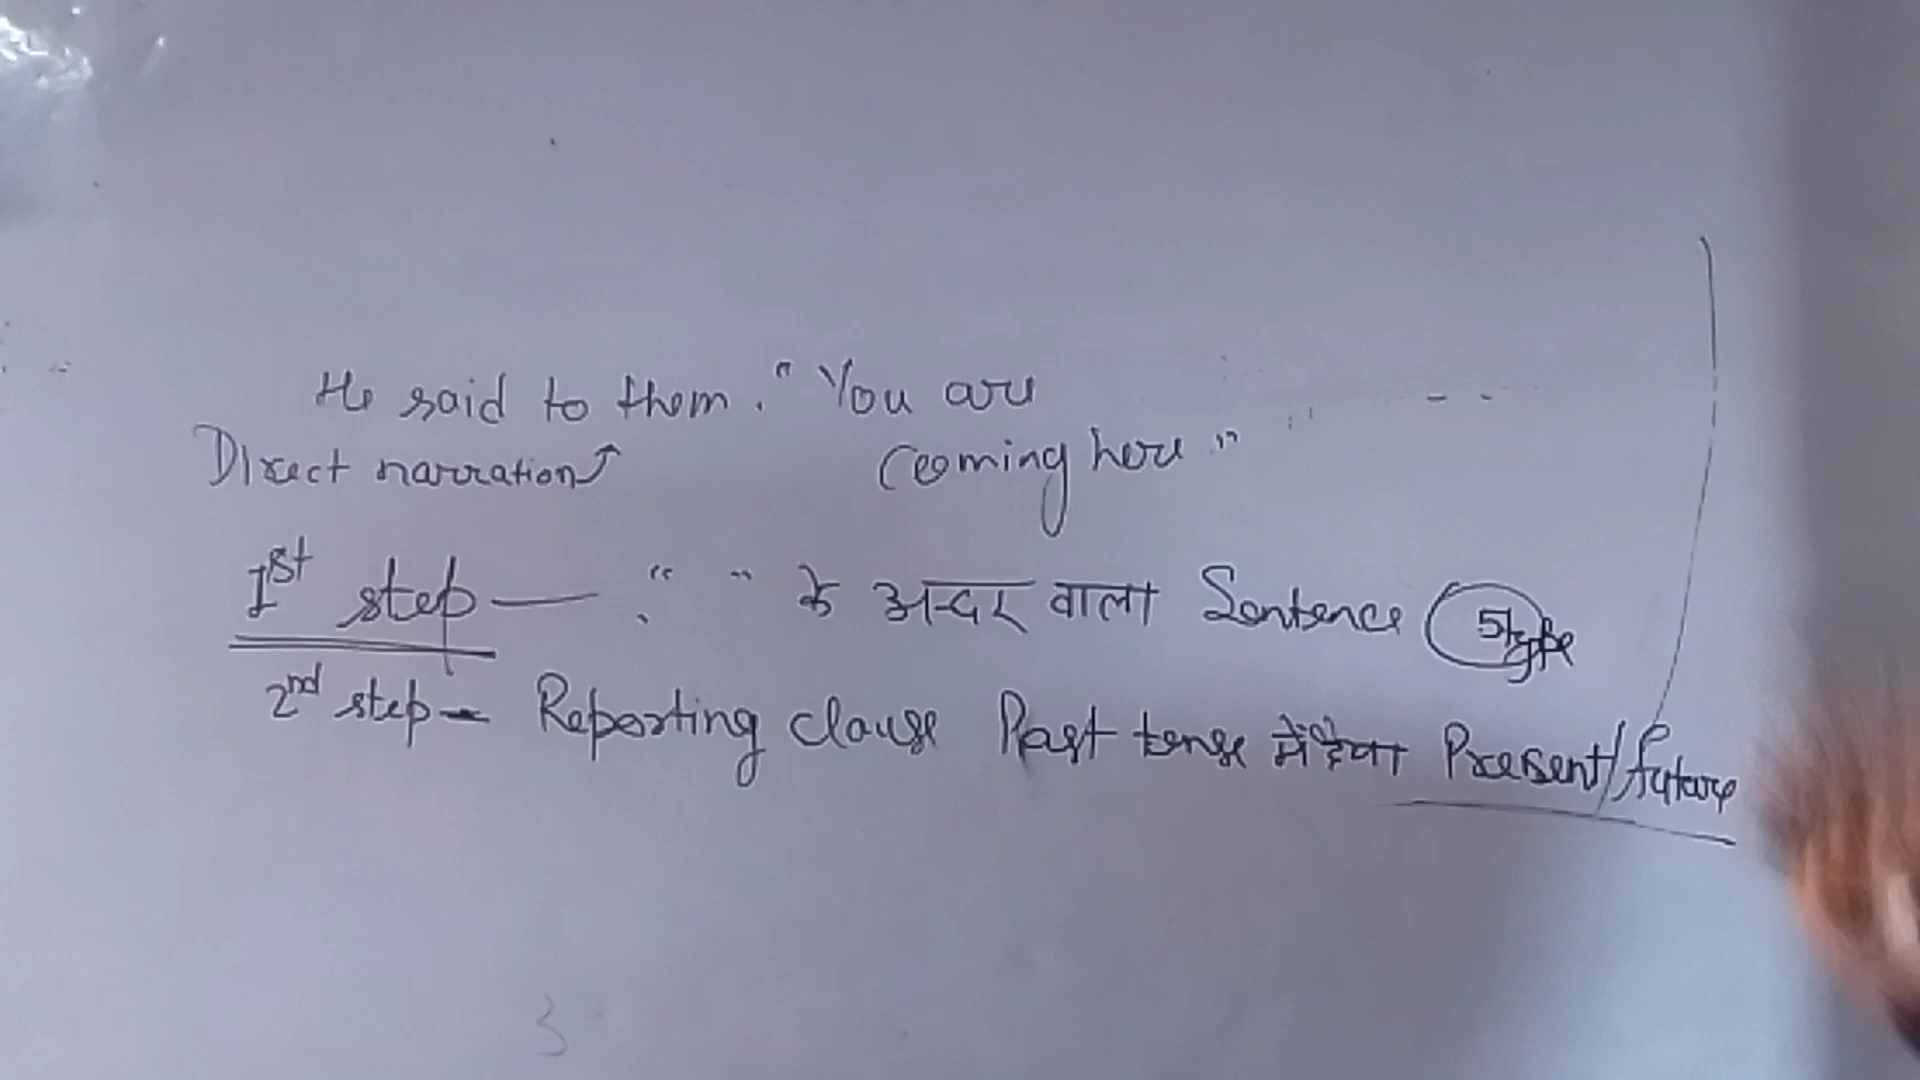 He said to them. "You are
Direct narration coming here"
1st step — " " के अन्दर वाला Sentence 5 type
2nd step - Reporting clause Past tense में है या Present/future
3